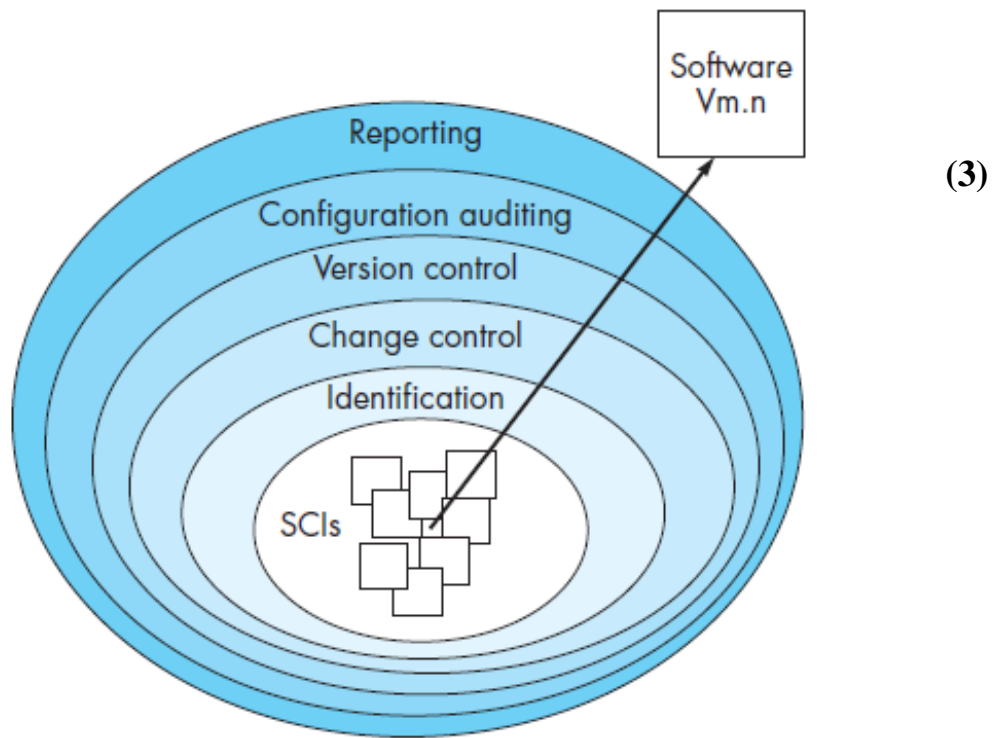 Software
Vm.n
Reporting
(3)
Configuration auditing
Version control
Change control
Identification
SCIs